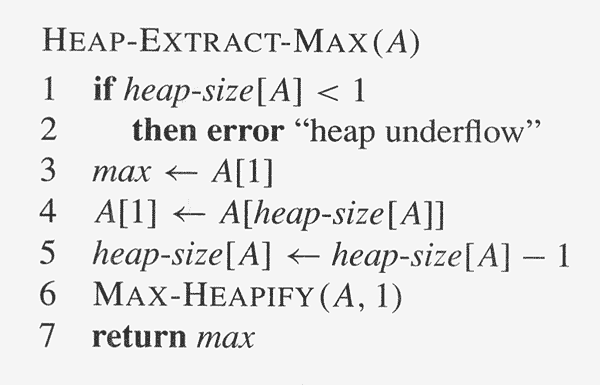 HEAP-EXTRACT-MAX(A)
1 if heap-size[A] < 1
2 then error “heap underflow”
3 max ← A[1]
4 A[1] ← A[heap-size[A]]
5 heap-size[A] ← heap-size[A] − 1
6 MAX-HEAPIFY(A, 1)
7 return max